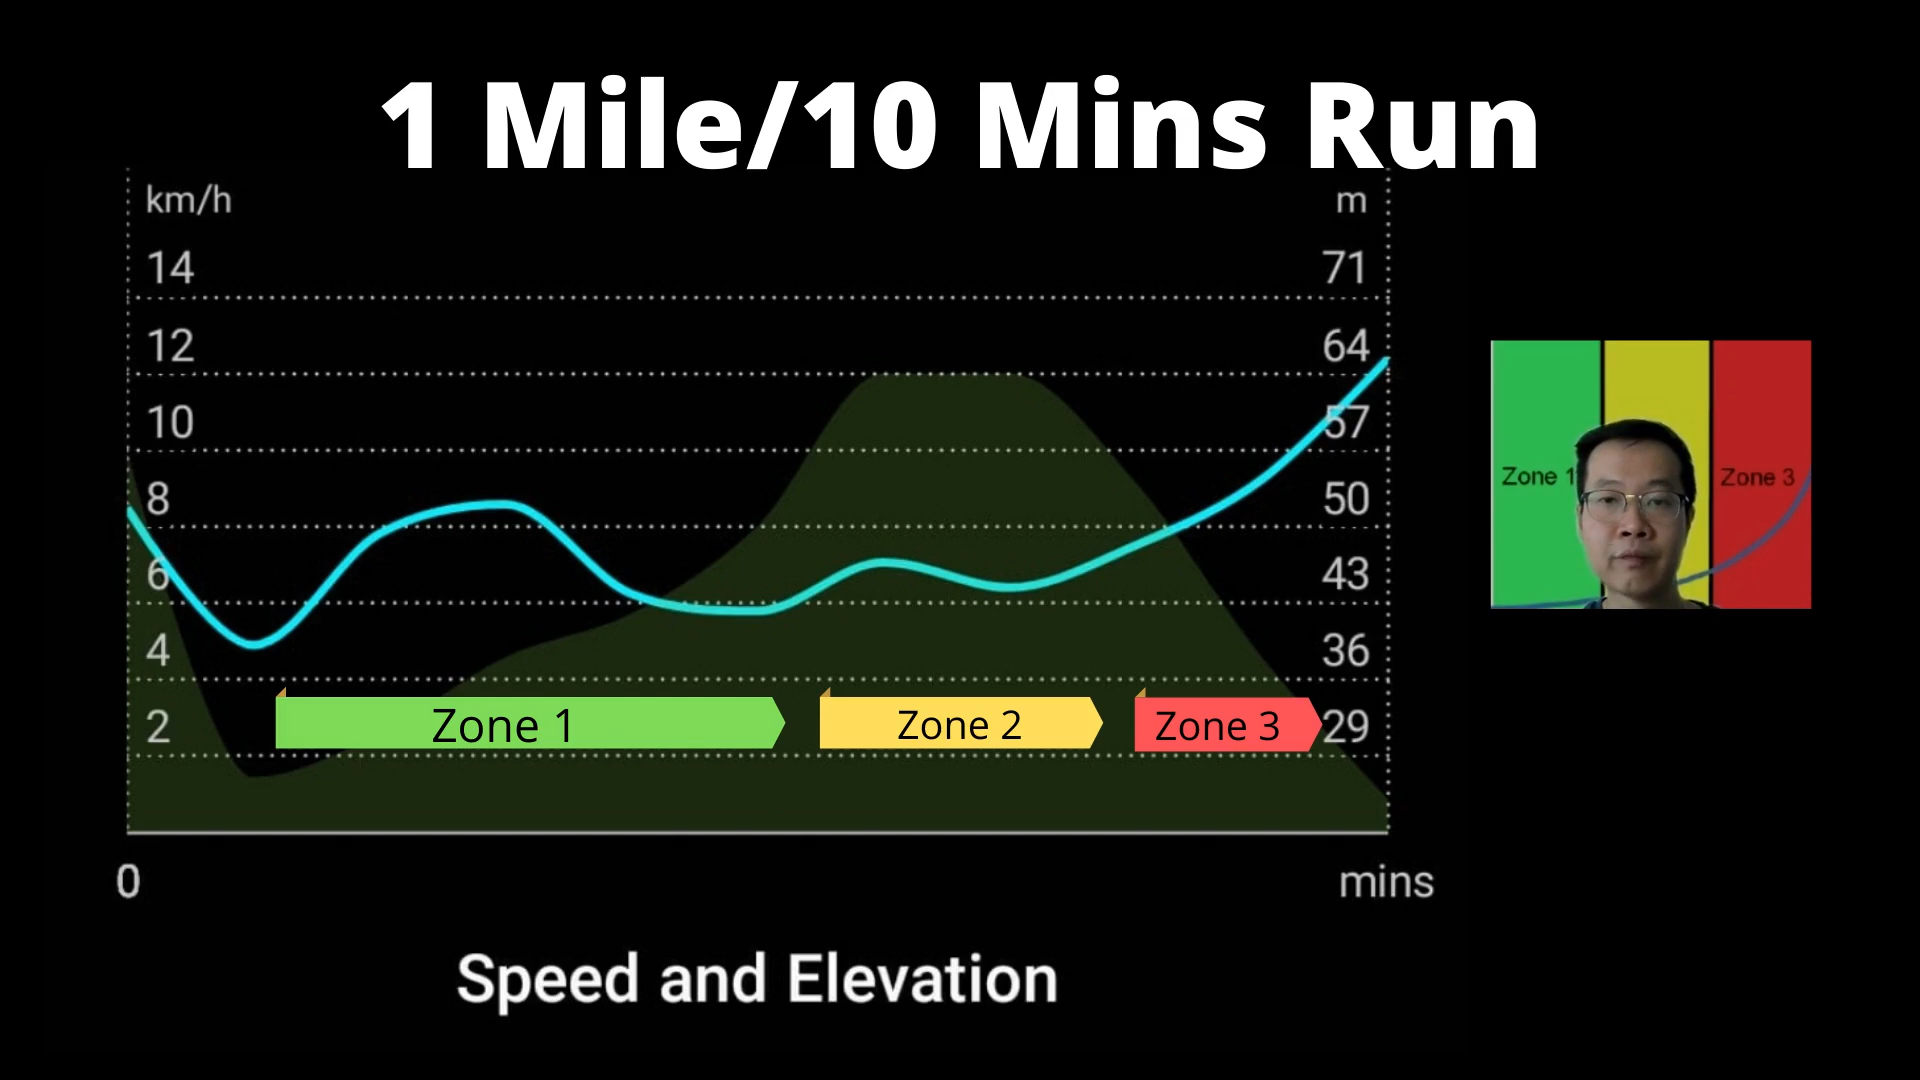 1 Mile/10 Mins Run
km/h m
14 71
12 64
10 57
8 50
6 43
4 36
2 29
Zone 1 Zone 2 Zone 3
0 mins
Speed and Elevation
Zone 1 Zone 3